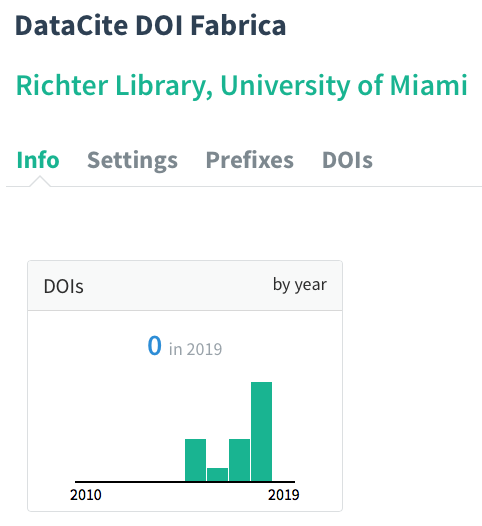 DataCite DOI Fabrica
Richter Library, University of Miami
Info Settings Prefixes DOIs
DOIs by year
0 in 2019
2010 2019